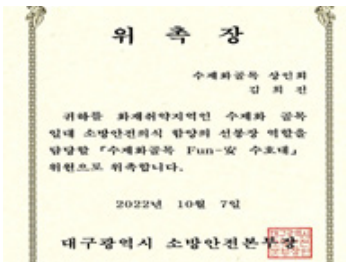 위 촉 장
수제화골목 상인회
김 희 진
귀하를 화재취약지역인 수제화 골목
일대 소방안전의식 함양의 선봉장 역할을
담당할 『수제화골목 Fun-安 수호대』
위원으로 위촉합니다.
2022년 10월 7일
대구광역시 소방안전본부장